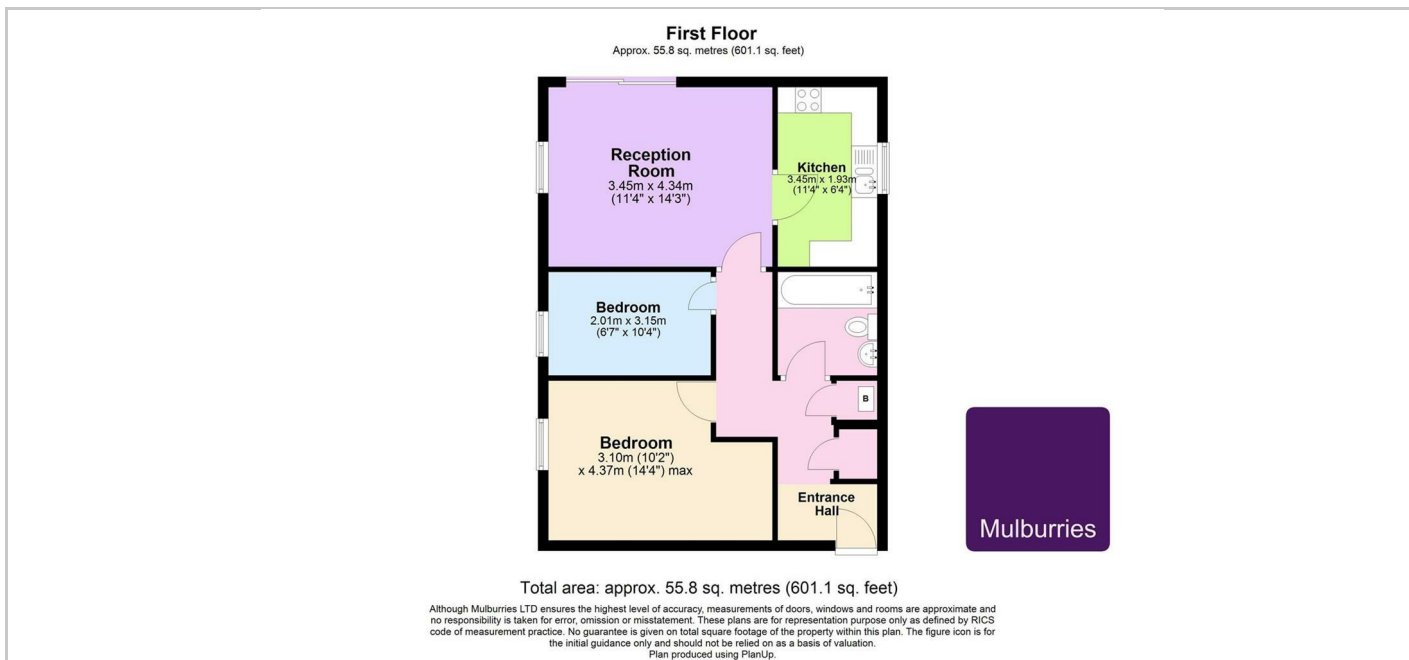 First Floor
Approx. 55.8 sq. metres (601.1 sq. feet)
Reception
Room
3.45m x 4.34m
(11'4" x 14'3")
Kitchen
3.45m x 1.93m
(11'4" x 6'4")
Bedroom
2.01m x 3.15m
(6'7" x 10'4")
B
Bedroom
3.10m (10'2")
x 4.37m (14'4") max
Entrance
Hall
Mulburries
Total area: approx. 55.8 sq. metres (601.1 sq. feet)
Although Mulburries LTD ensures the highest level of accuracy, measurements of doors, windows and rooms are approximate and
no responsibility is taken for error, omission or misstatement. These plans are for representation purpose only as defined by RICS
code of measurement practice. No guarantee is given on total square footage of the property within this plan. The figure icon is for
the initial guidance only and should not be relied on as a basis of valuation.
Plan produced using PlanUp.